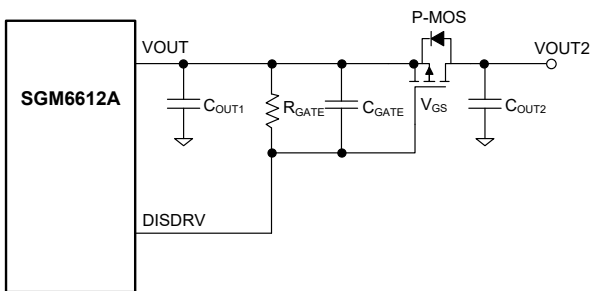 P-MOS
VOUT
VOUT2
SGM6612A
COUT1
RGATE
CGATE
VGS
COUT2
DISDRV